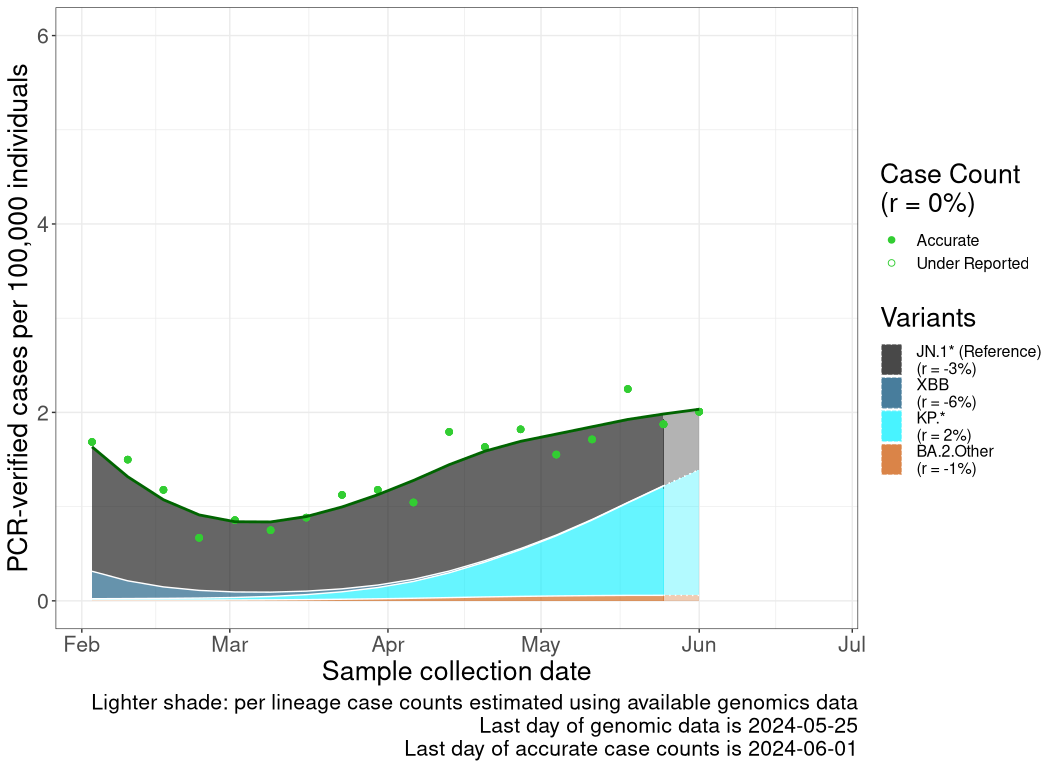 PCR-verified cases per 100,000 individuals
6
4
2
0
Feb
Mar
Apr
May
Jun
Jul
Sample collection date
Lighter shade: per lineage case counts estimated using available genomics data
Last day of genomic data is 2024-05-25
Last day of accurate case counts is 2024-06-01
Case Count
(r = 0%)
Accurate
Under Reported
Variants
JN.1* (Reference)
(r = -3%)
XBB
(r = -6%)
KP.*
(r = 2%)
BA.2.Other
(r = -1%)